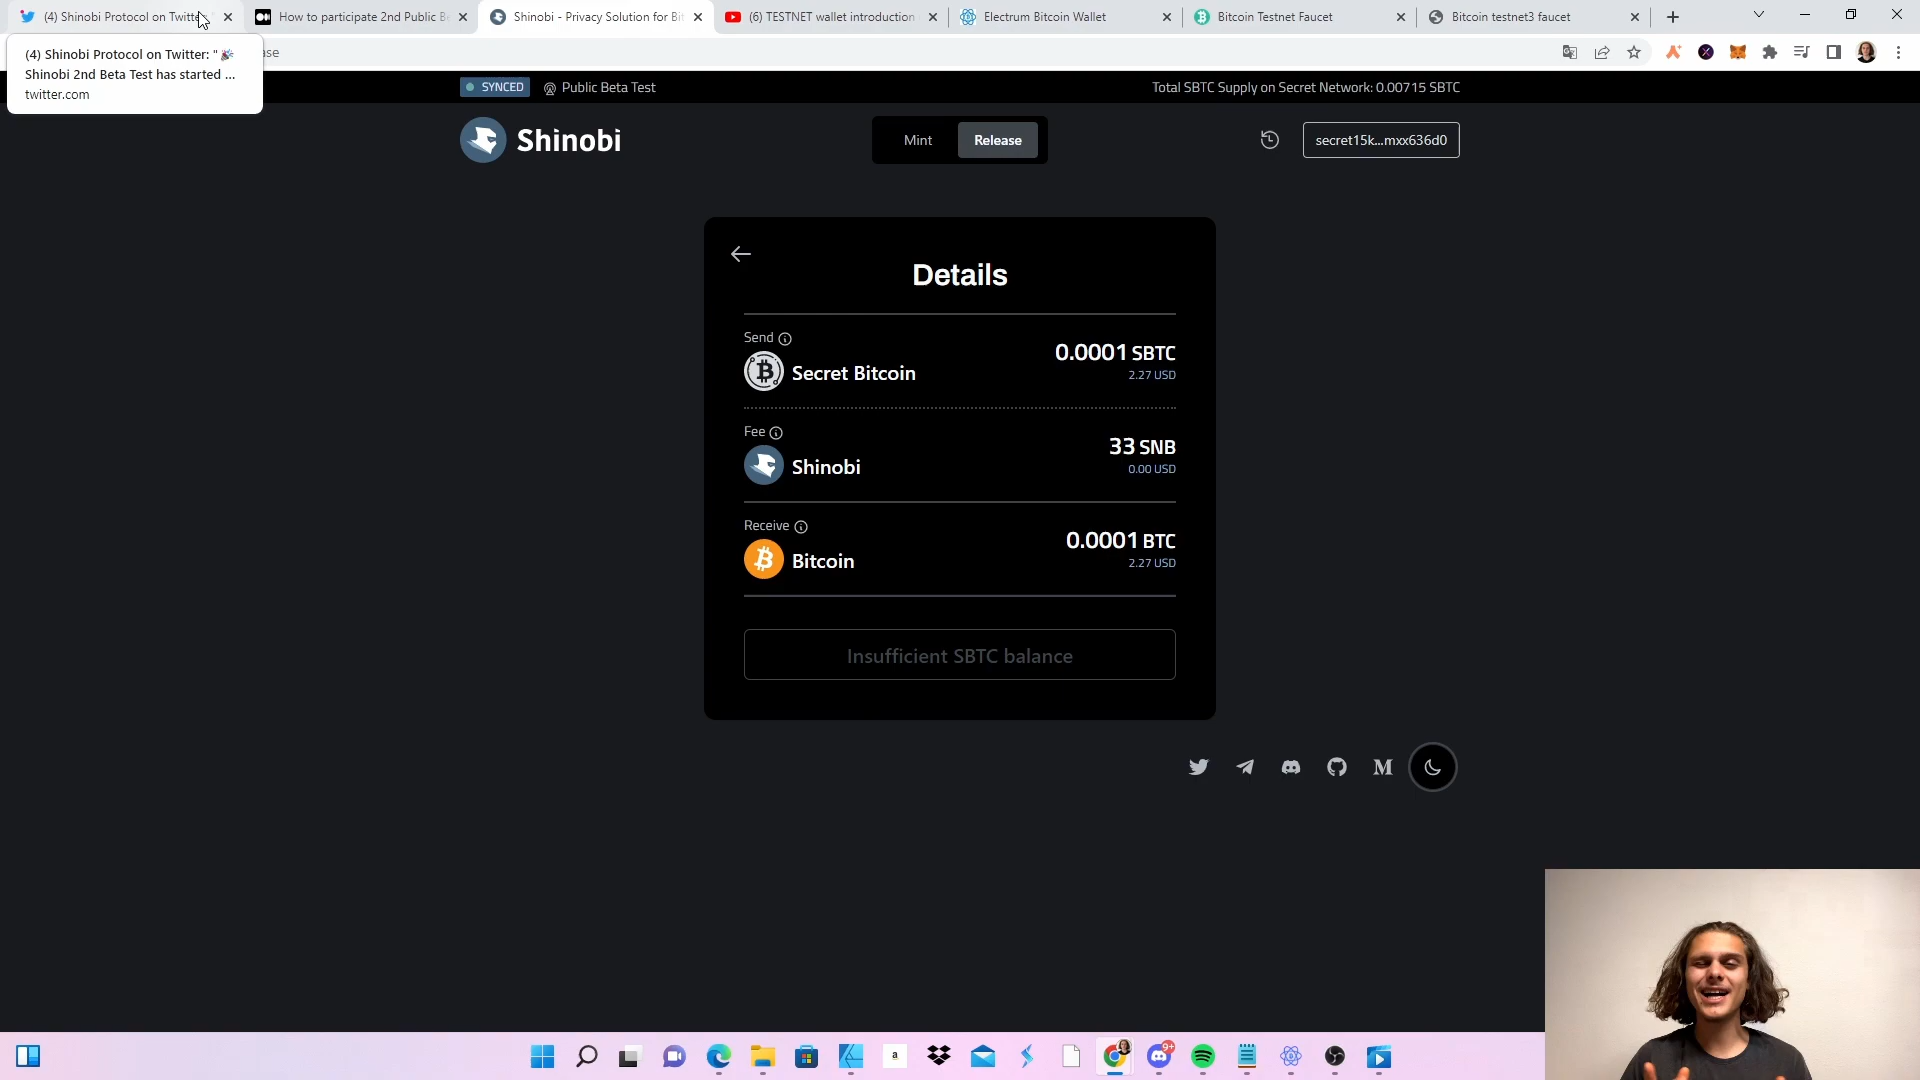 (4) Shinobi Protocol on Twitte
How to participate 2nd Public Be
Shinobi - Privacy Solution for Bit
(6) TESTNET wallet introduction
Electrum Bitcoin Wallet
Bitcoin Testnet Faucet
Bitcoin testnet3 faucet
(4) Shinobi Protocol on Twitter: " 🎉
Shinobi 2nd Beta Test has started ...
twitter.com
ase
SYNCED
Public Beta Test
Total SBTC Supply on Secret Network: 0.00715 SBTC
Shinobi
Mint
Release
secret15k...mxx636d0
Details
Send
Secret Bitcoin
0.0001 SBTC
2.27 USD
Fee
Shinobi
33 SNB
0.00 USD
Receive
Bitcoin
0.0001 BTC
2.27 USD
Insufficient SBTC balance
9+